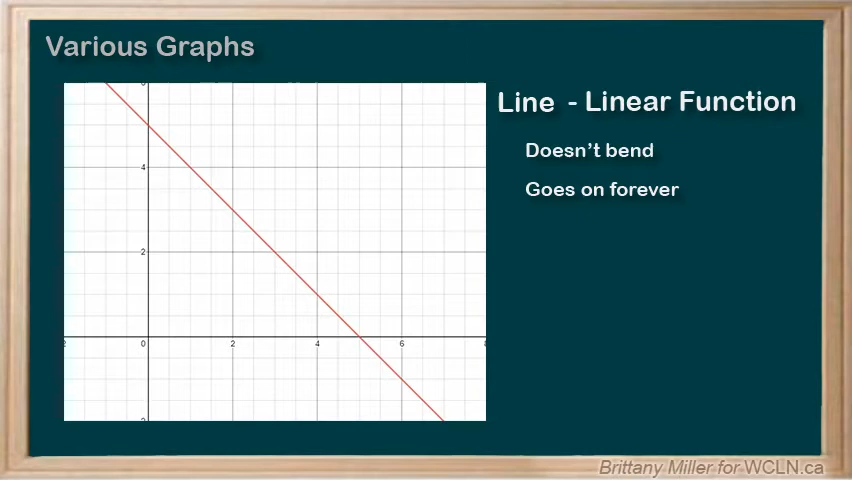 Various Graphs
Line - Linear Function
Doesn't bend
Goes on forever
4
2
0
2
4
6
Brittany Miller for WCLN.ca